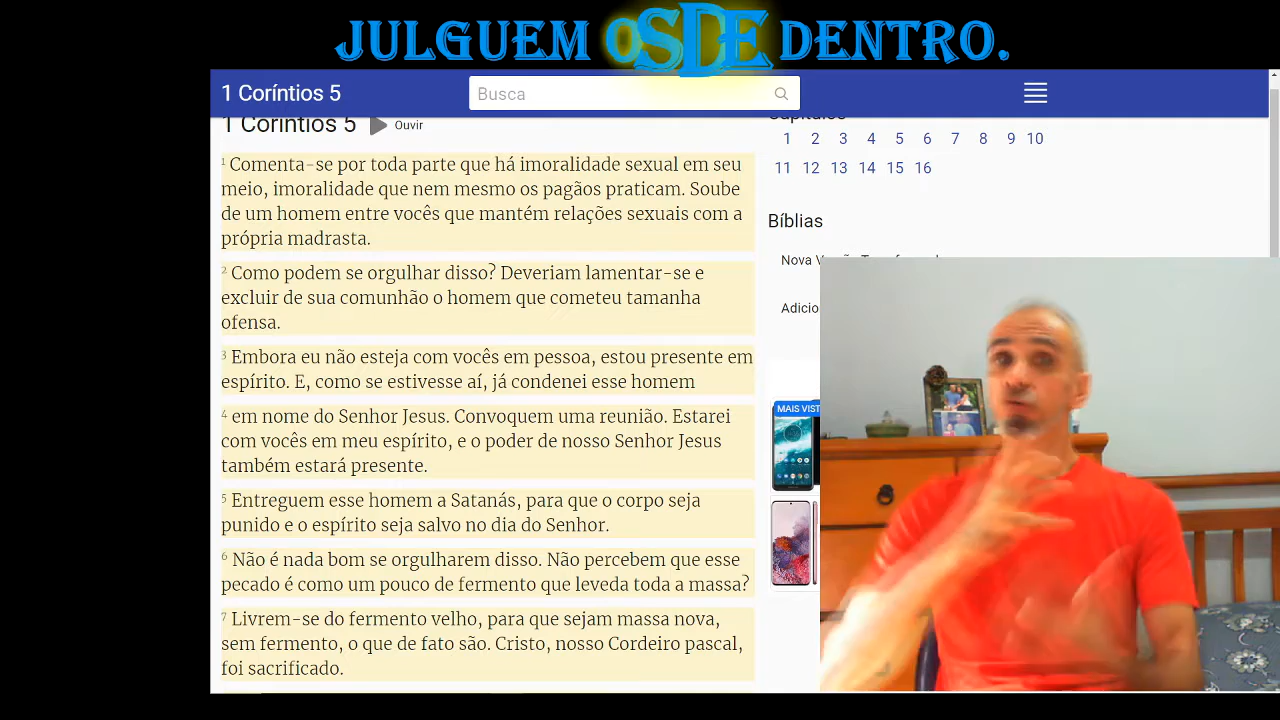 JULGUEM OSDE DENTRO.
1 Coríntios 5
Busca
1 Coríntios 5
Ouvir
1 Comenta-se por toda parte que há imoralidade sexual em seu
meio, imoralidade que nem mesmo os pagãos praticam. Soube
de um homem entre vocês que mantém relações sexuais com a
própria madrasta.
2 Como podem se orgulhar disso? Deveriam lamentar-se e
excluir de sua comunhão o homem que cometeu tamanha
ofensa.
3 Embora eu não esteja com vocês em pessoa, estou presente em
espírito. E, como se estivesse aí, já condenei esse homem
4 em nome do Senhor Jesus. Convoquem uma reunião. Estarei
com vocês em meu espírito, e o poder de nosso Senhor Jesus
também estará presente.
5 Entreguem esse homem a Satanás, para que o corpo seja
punido e o espírito seja salvo no dia do Senhor.
6 Não é nada bom se orgulharem disso. Não percebem que esse
pecado é como um pouco de fermento que leveda toda a massa?
7 Livrem-se do fermento velho, para que sejam massa nova,
sem fermento, o que de fato são. Cristo, nosso Cordeiro pascal,
foi sacrificado.
Capítulos
1 2 3 4 5 6 7 8 9 10
11 12 13 14 15 16
Bíblias
Nova
Adicio
MAIS VIST